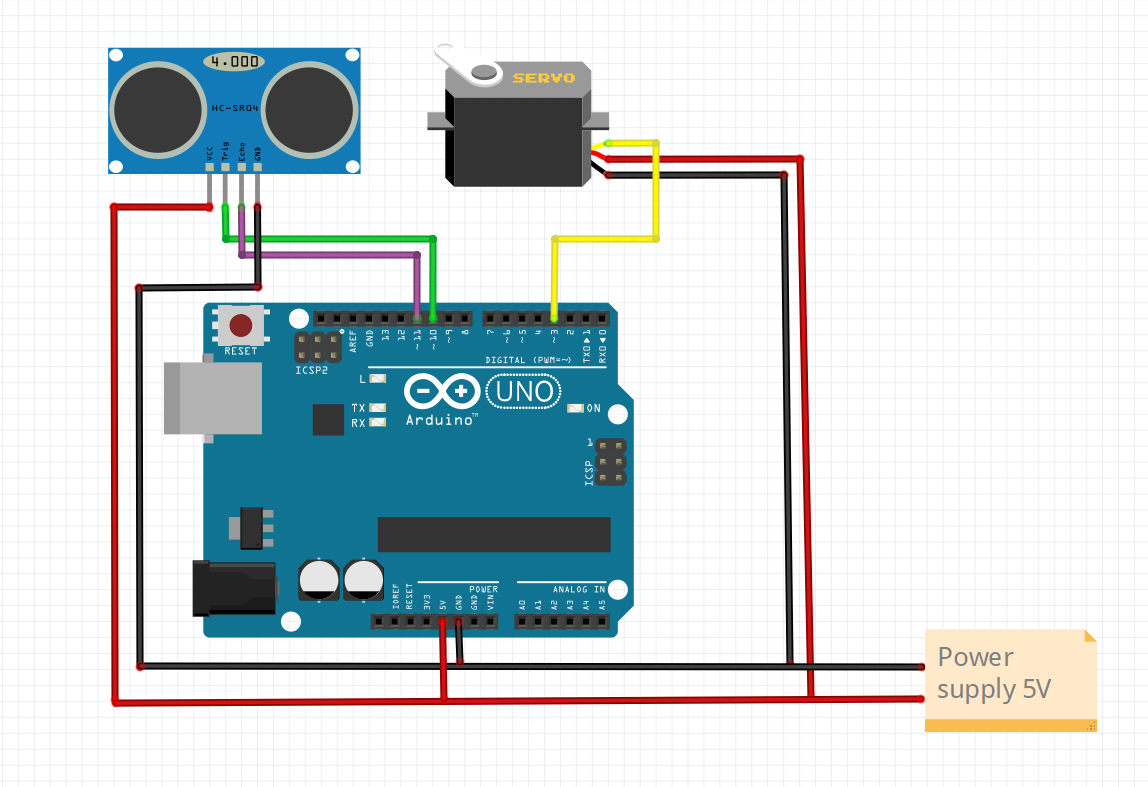 4.000
HC-SR04
VCC
Trig
Echo
GND
SERVO
RESET
ICSP2
AREF
GND
13
12
~11
~10
~9
8
7
~6
~5
4
~3
2
TX0▶1
RX0◀0
DIGITAL (PWM=~)
L
TX
RX
Arduino™
UNO
ON
1
ICSP
POWER
ANALOG IN
IOREF
RESET
3V3
5V
GND
GND
VIN
A0
A1
A2
A3
A4
A5
Power
supply 5V